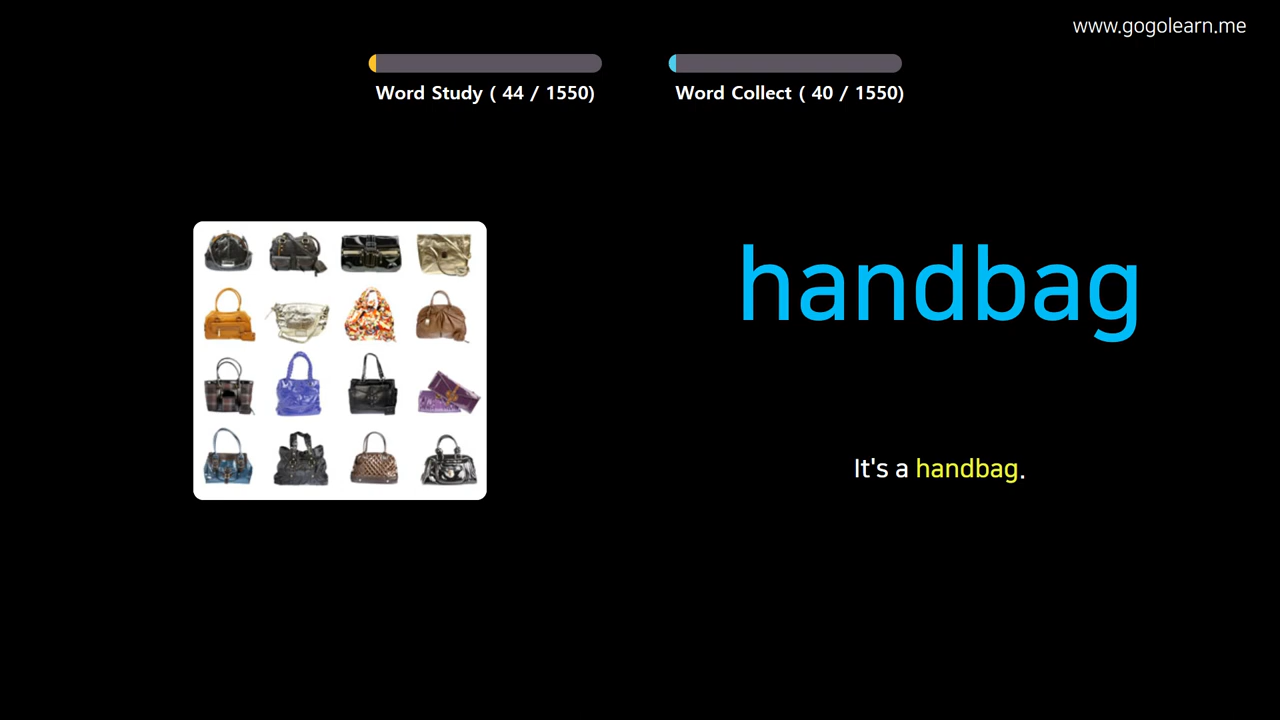 www.gogolearn.me
Word Study ( 44 / 1550)
Word Collect ( 40 / 1550)
handbag
It's a handbag.